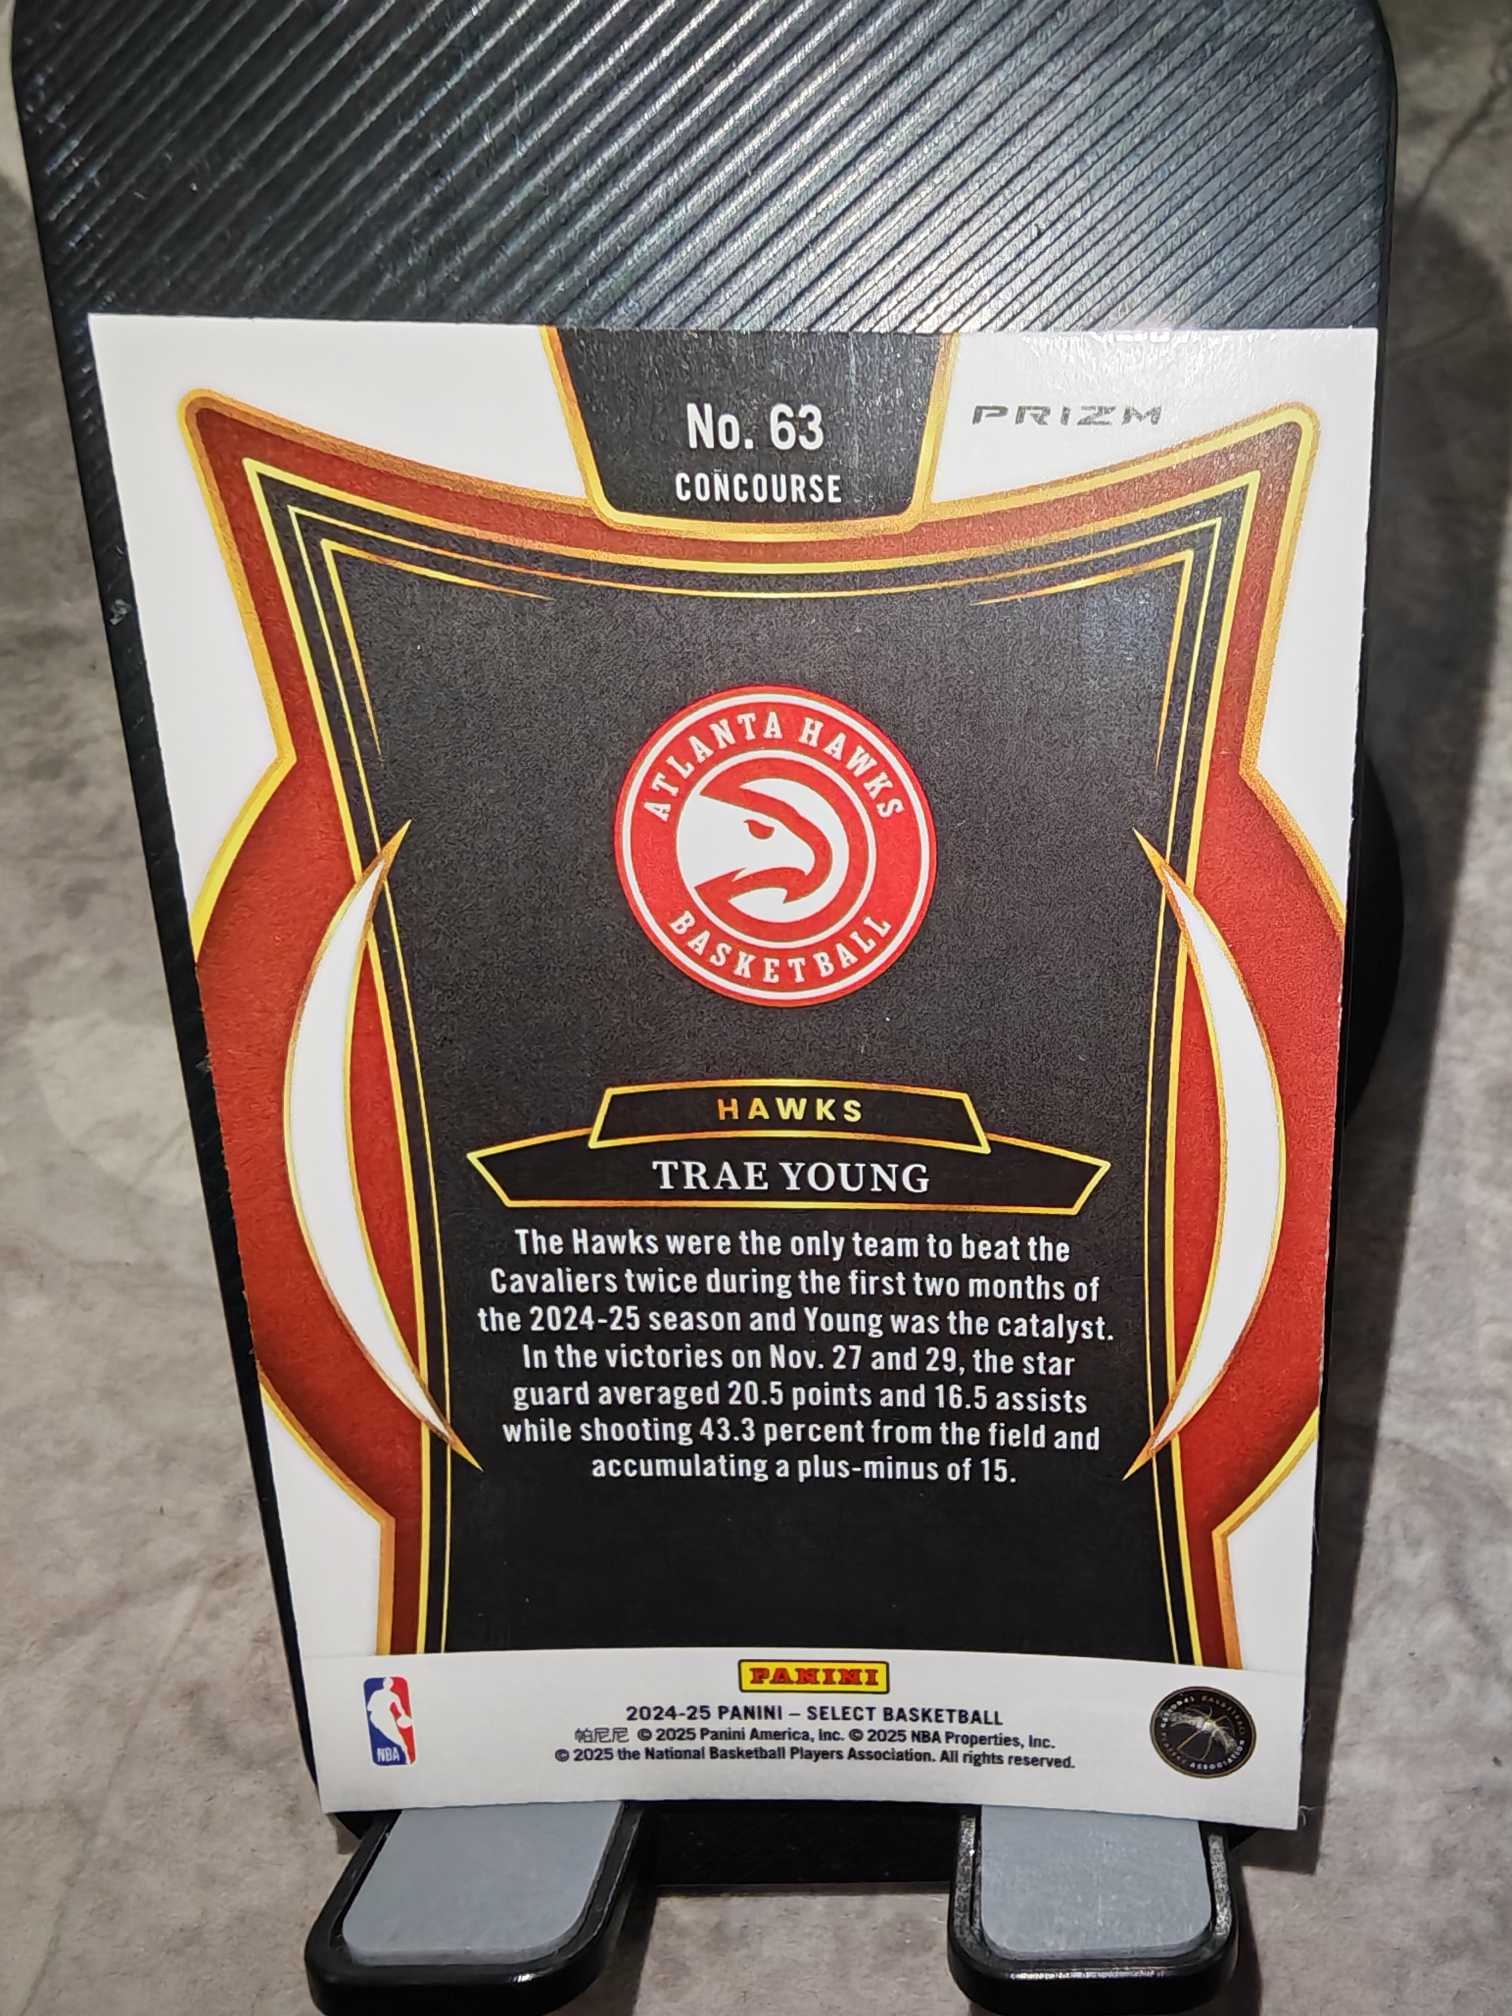 No. 63
CONCOURSE
PRIZM
ATLANTA HAWKS
BASKETBALL
HAWKS
TRAE YOUNG
The Hawks were the only team to beat the
Cavaliers twice during the first two months of
the 2024-25 season and Young was the catalyst.
In the victories on Nov. 27 and 29, the star
guard averaged 20.5 points and 16.5 assists
while shooting 43.3 percent from the field and
accumulating a plus-minus of 15.
PANINI
2024-25 PANINI – SELECT BASKETBALL
帕尼尼 © 2025 Panini America, Inc. © 2025 NBA Properties, Inc.
© 2025 the National Basketball Players Association. All rights reserved.
NBA
NATIONAL BASKETBALL
PLAYERS ASSOCIATION